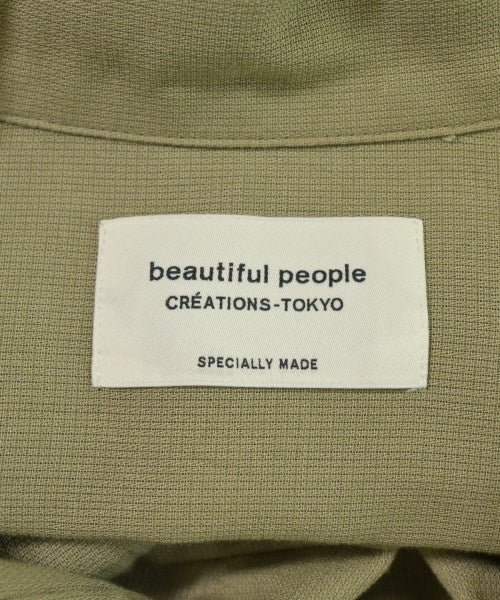 beautiful people
CRÉATIONS-TOKYO
SPECIALLY MADE